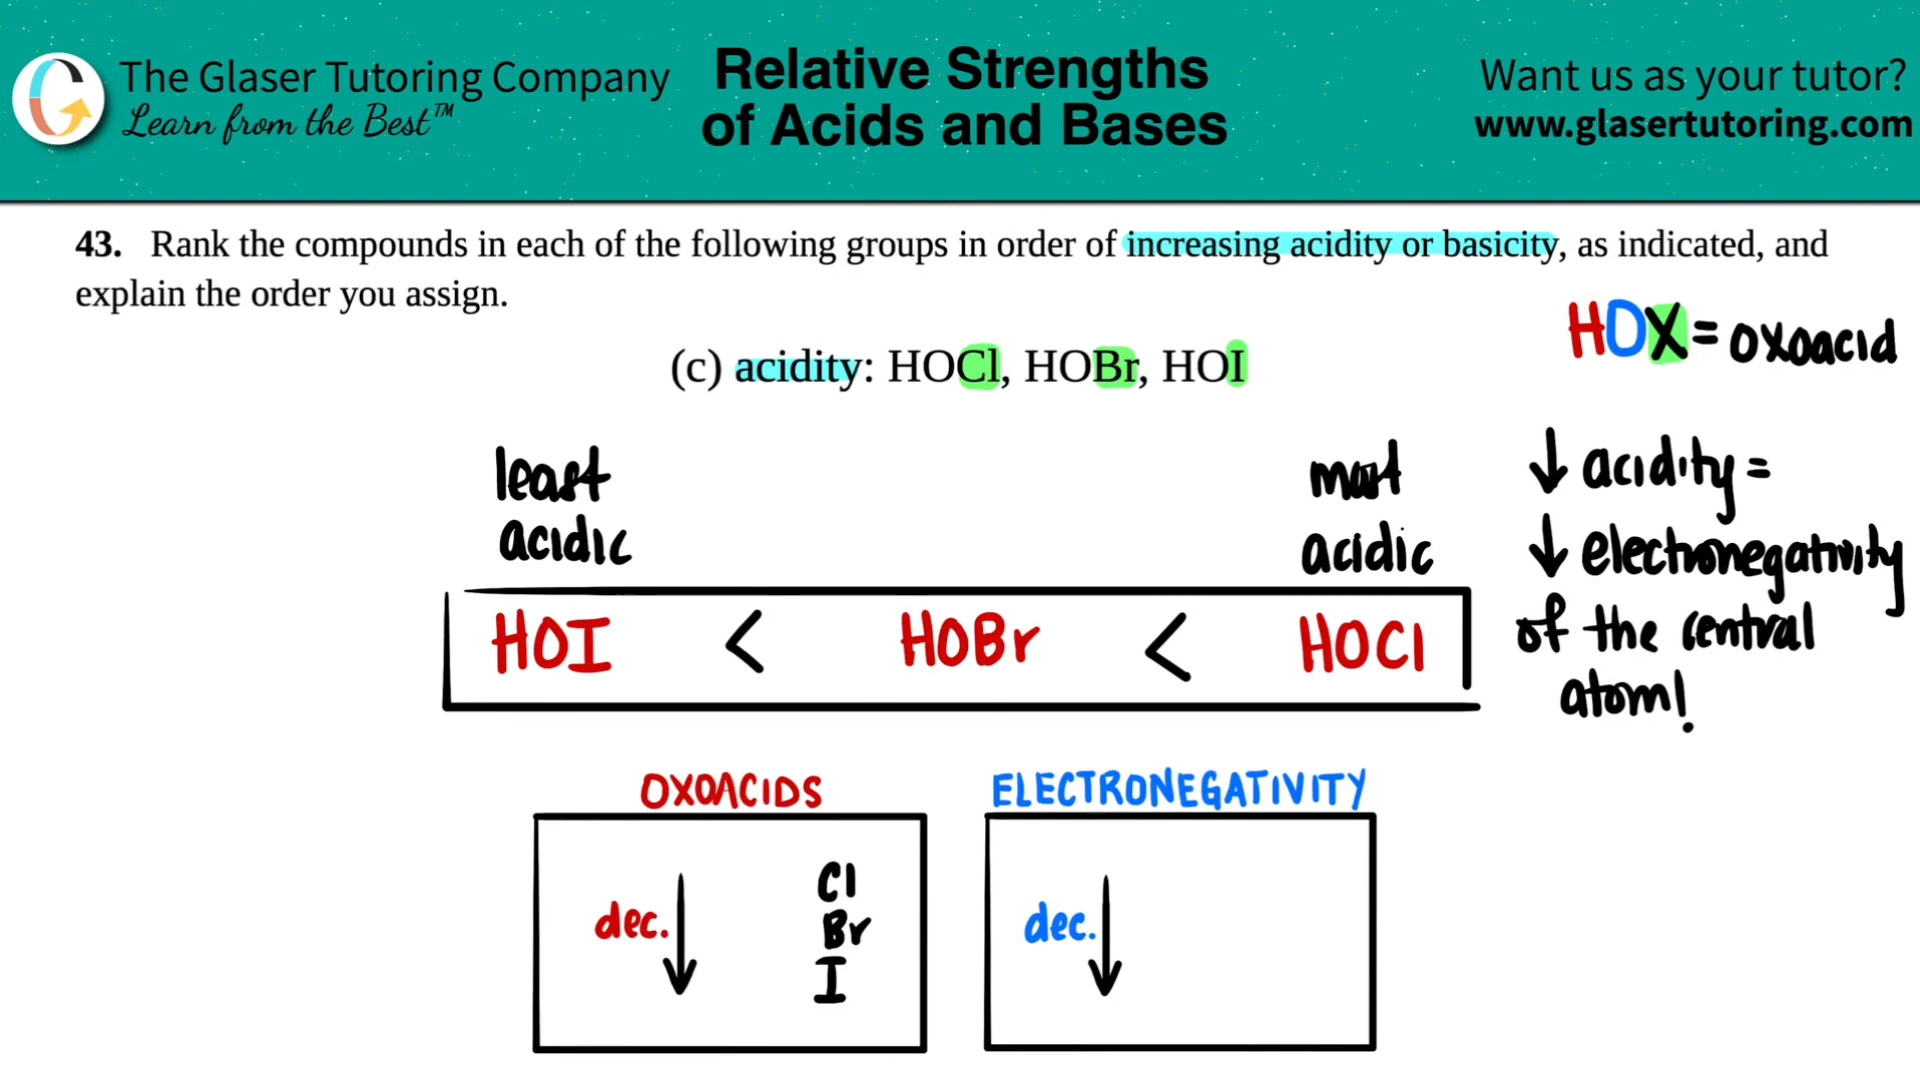 The Glaser Tutoring Company
Learn from the Best™
Relative Strengths
of Acids and Bases
Want us as your tutor?
www.glasertutoring.com
43. Rank the compounds in each of the following groups in order of increasing acidity or basicity, as indicated, and
explain the order you assign.
(c) acidity: HOCl, HOBr, HOI
HOX = oxoacid
↓ acidity =
↓ electronegativity
of the central
atom!
least
acidic
most
acidic
HOI < HOBr < HOCl
OXOACIDS
dec. ↓
Cl
Br
I
ELECTRONEGATIVITY
dec. ↓